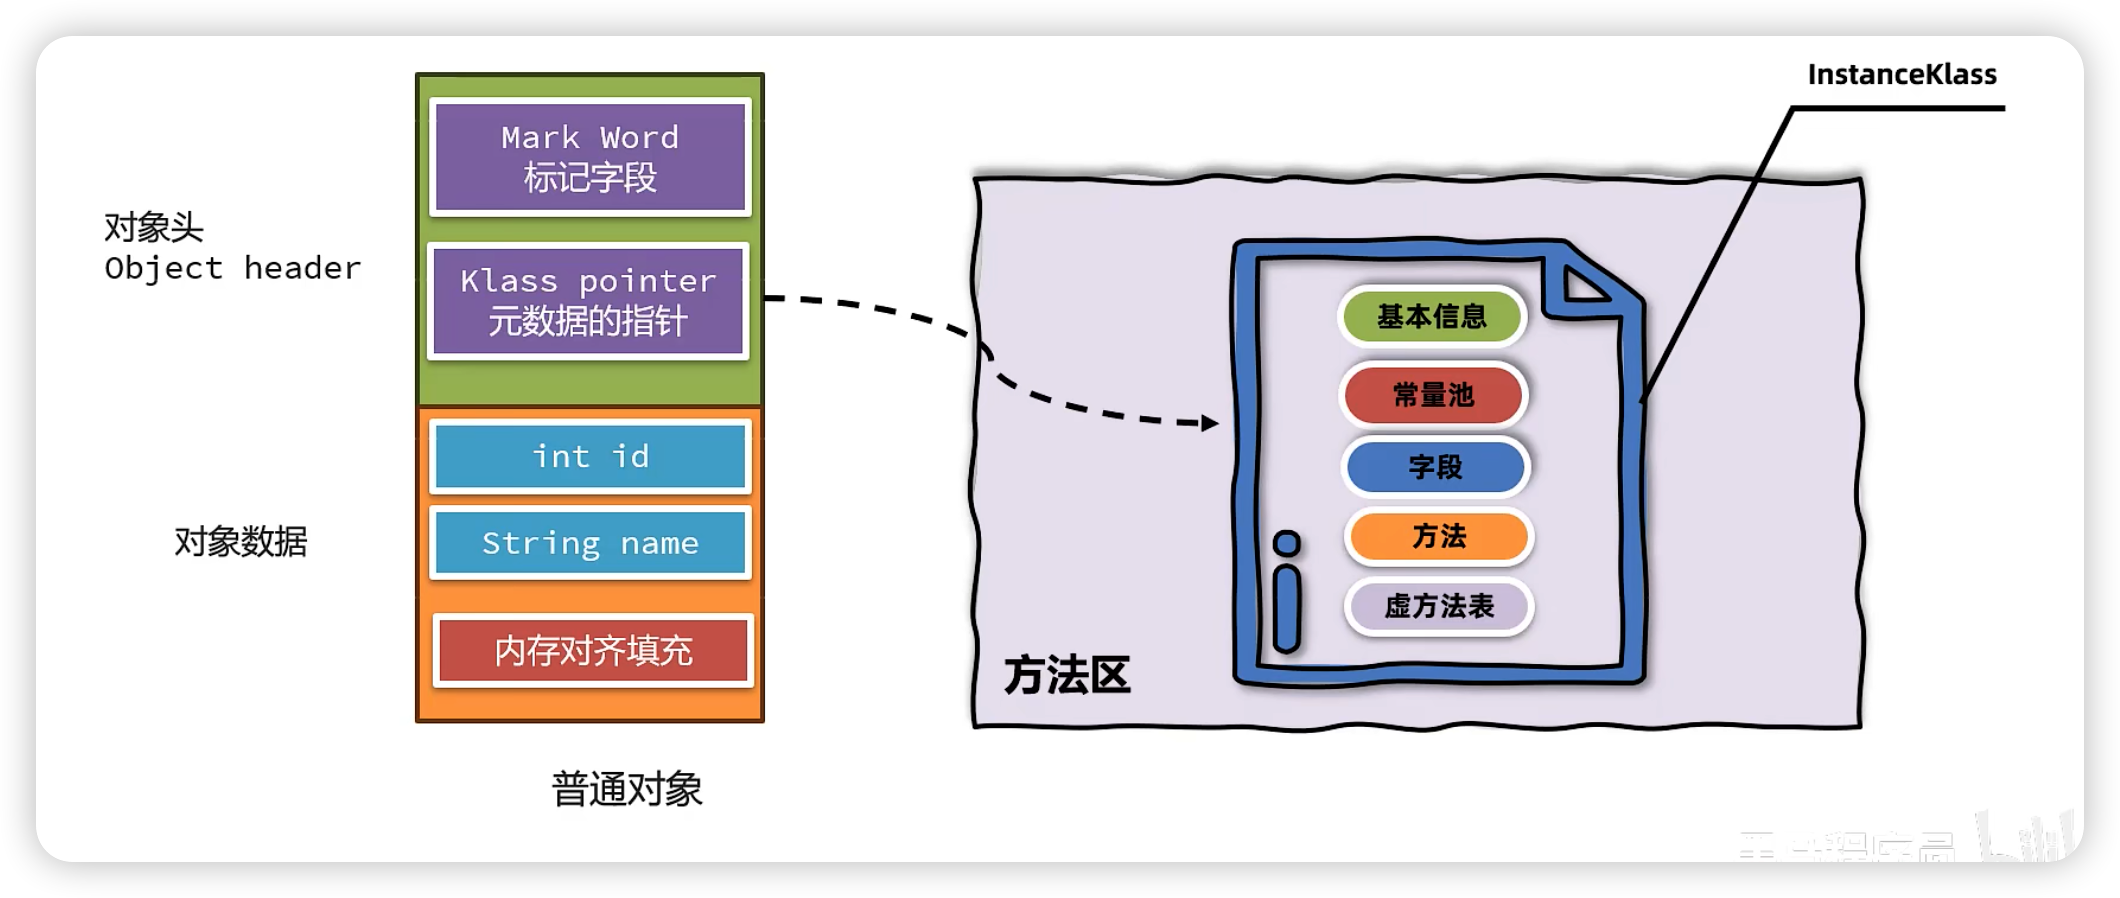 InstanceKlass
Mark Word
标记字段
对象头
Object header
Klass pointer
元数据的指针
基本信息
常量池
字段
方法
虚方法表
int id
String name
对象数据
内存对齐填充
方法区
普通对象